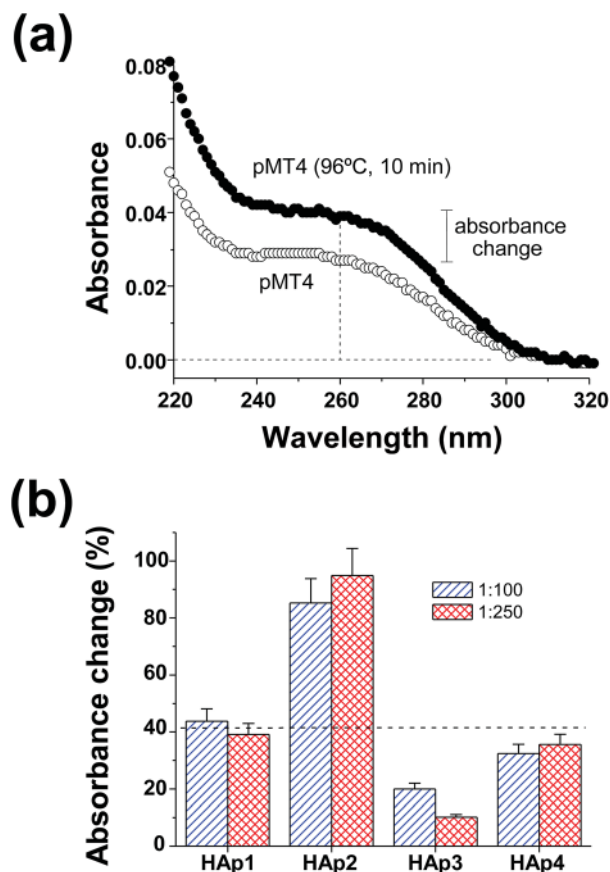 (a)
0.08
0.06
0.04
0.02
0.00
Absorbance
pMT4 (96ºC, 10 min)
absorbance
change
pMT4
220 240 260 280 300 320
Wavelength (nm)
(b)
100
80
60
40
20
0
Absorbance change (%)
1:100
1:250
HAp1 HAp2 HAp3 HAp4